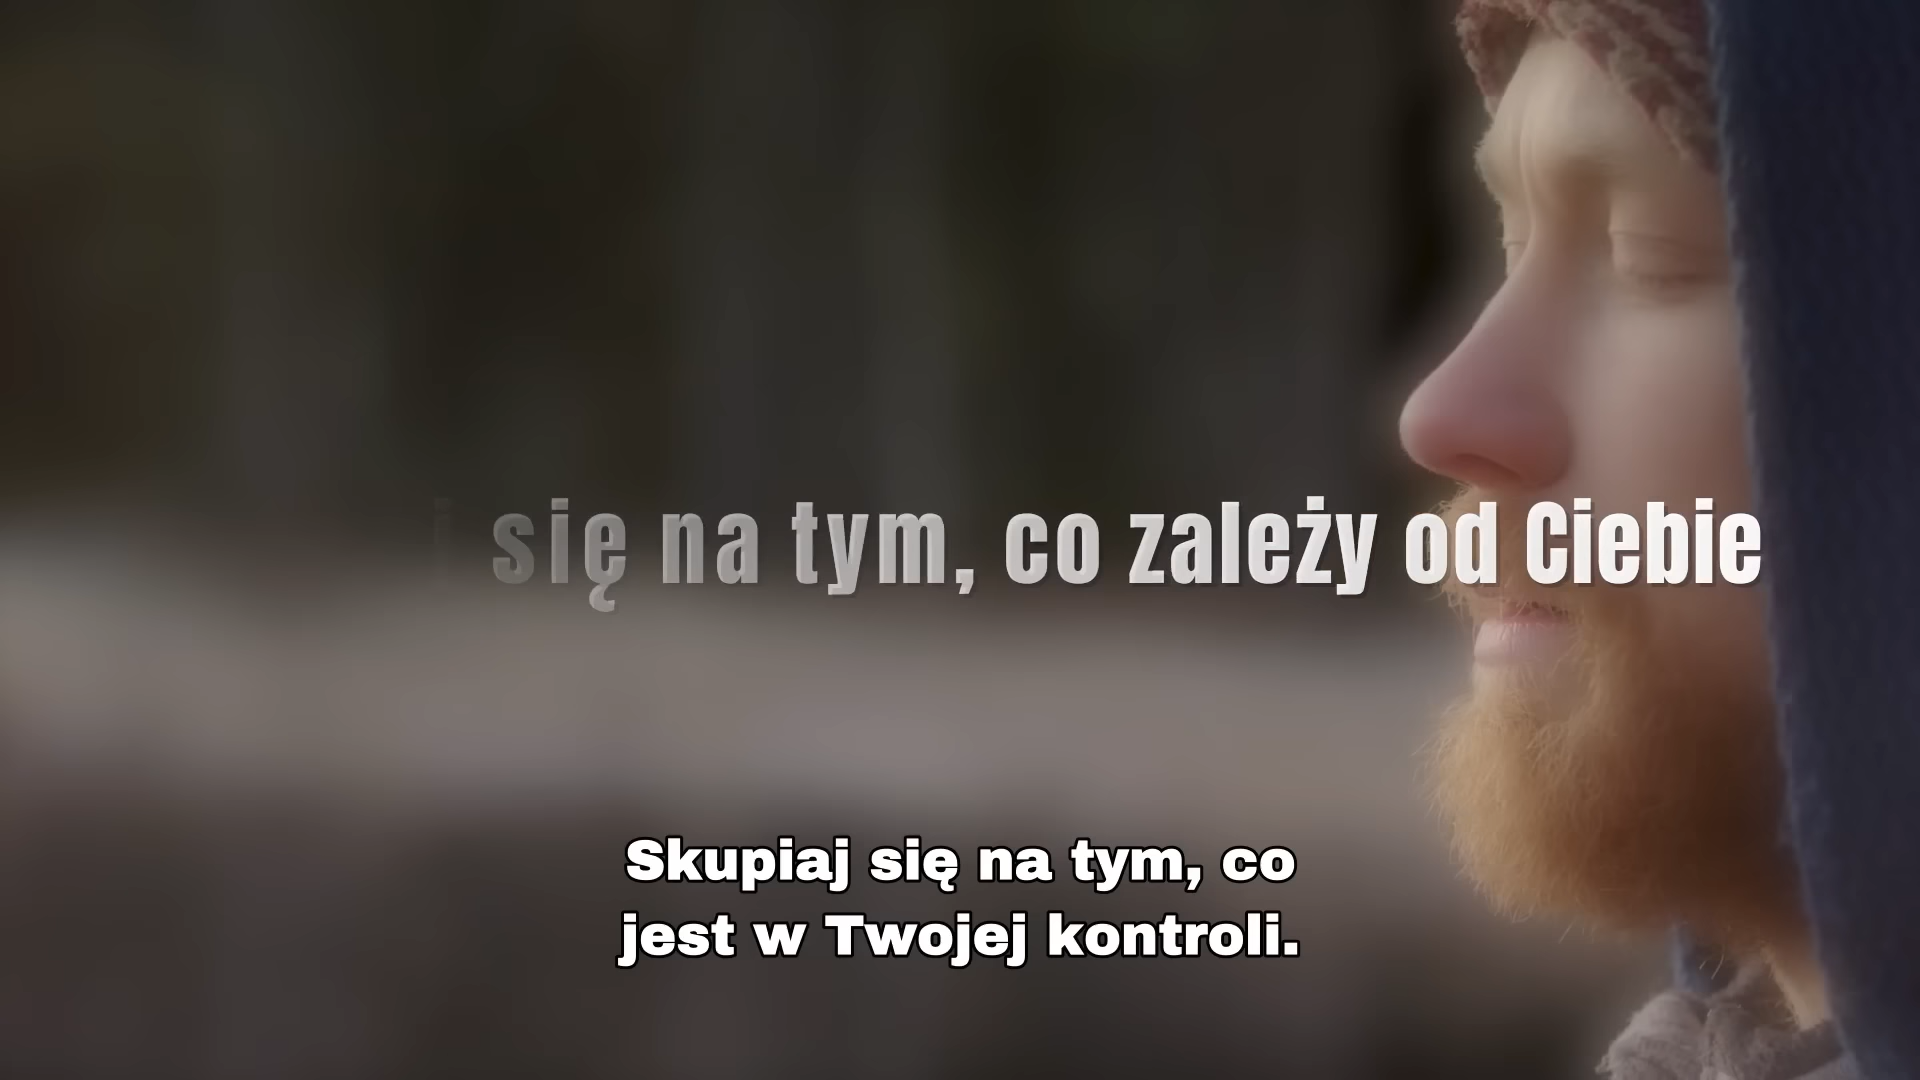 i się na tym, co zależy od Ciebie
Skupiaj się na tym, co
jest w Twojej kontroli.